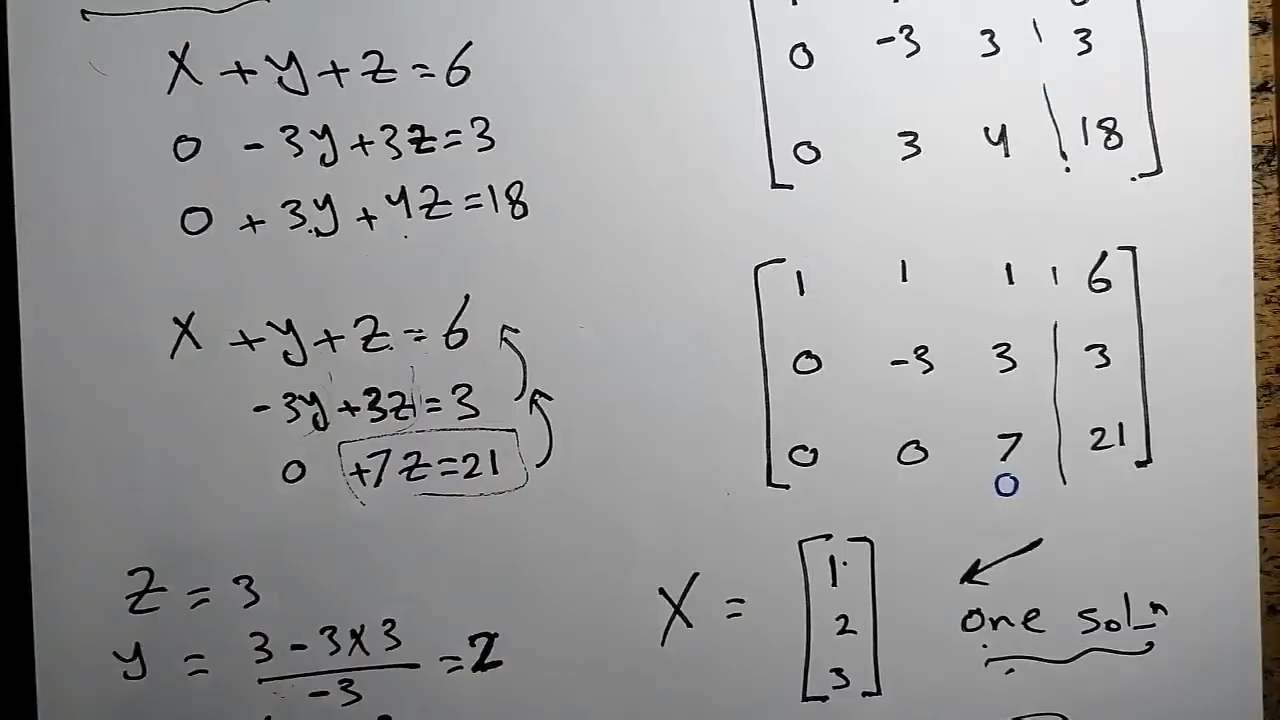 x + y + z = 6
0 - 3y + 3z = 3
0 + 3y + 4z = 18
x + y + z = 6
- 3y + 3z = 3
0 + 7z = 21
z = 3
y = 3 - 3x3 / -3 = 2
0 -3 3 | 3
0 3 4 | 18
1 1 1 | 6
0 -3 3 | 3
0 0 7 | 21
0
X = [1
2
3]
one soln